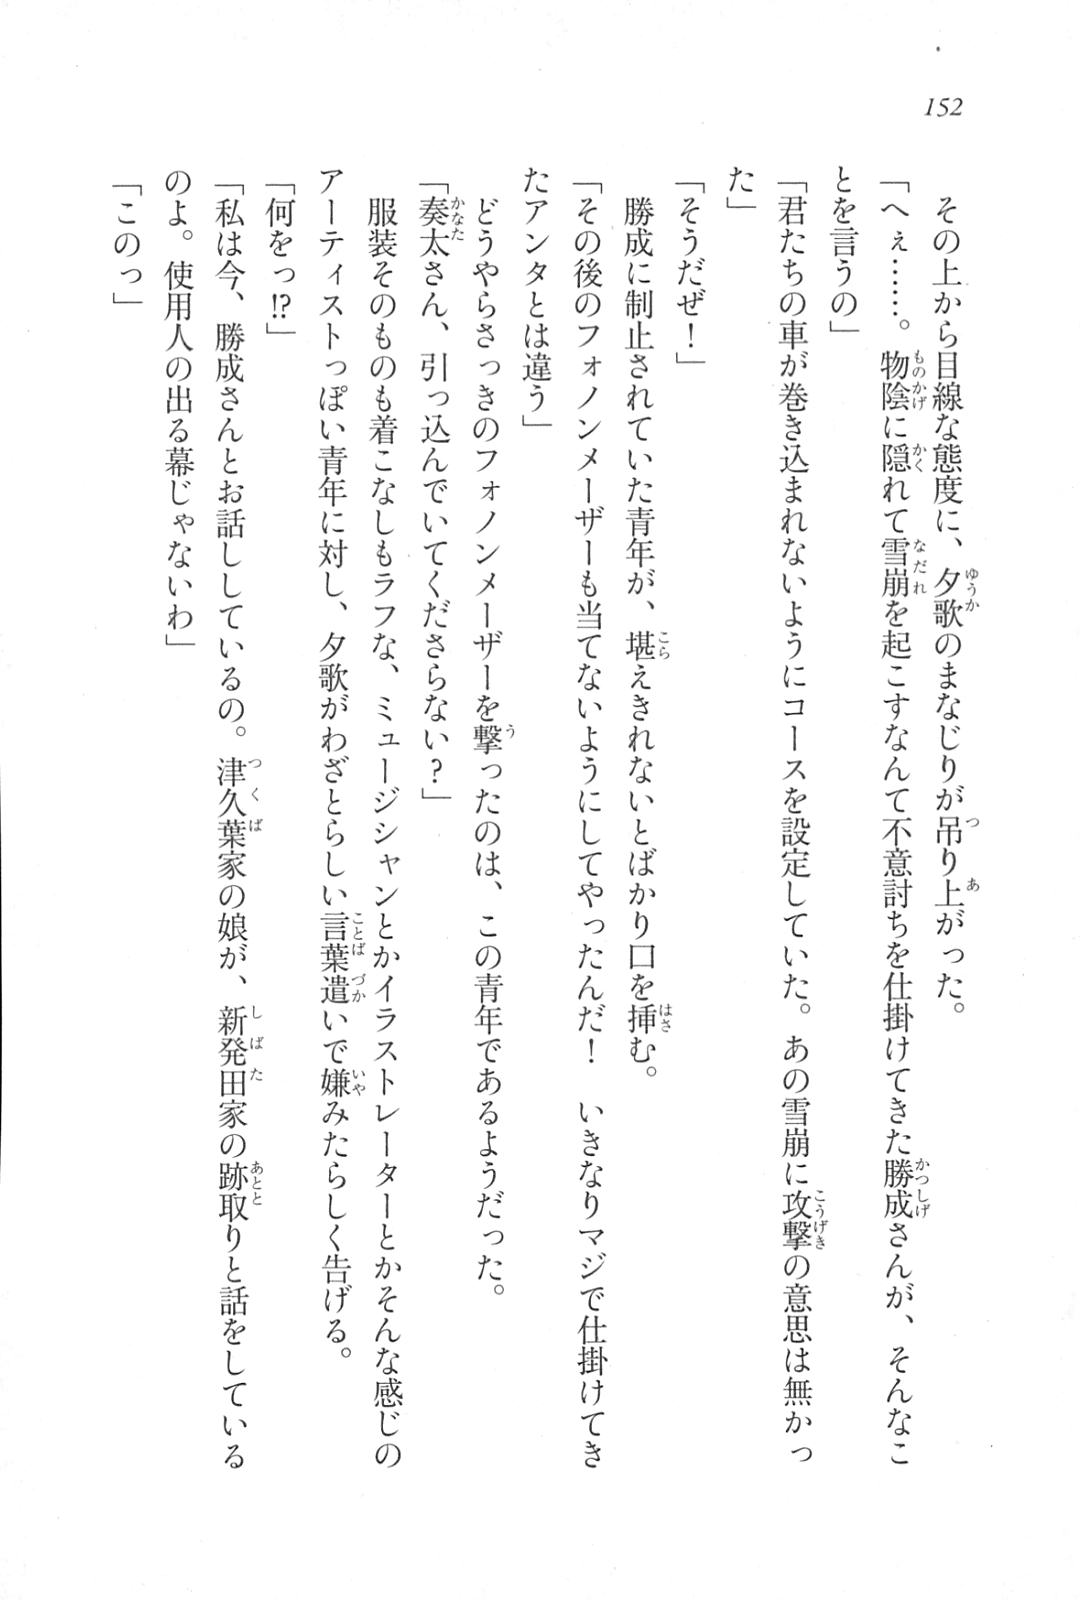 152
その上から目線な態度に、夕歌のまなじりが吊り上がった。
「へぇ……。物陰に隠れて雪崩を起こすなんて不意討ちを仕掛けてきた勝成さんが、そんなこ
とを言うの」
「君たちの車が巻き込まれないようにコースを設定していた。あの雪崩に攻撃の意思は無かっ
た」
「そうだぜ！」
勝成に制止されていた青年が、堪えきれないとばかり口を挿む。
「その後のフォノンメーザーも当てないようにしてやったんだ！　いきなりマジで仕掛けてき
たアンタとは違う」
どうやらさっきのフォノンメーザーを撃ったのは、この青年であるようだった。
「奏太さん、引っ込んでいてくださらない？」
服装そのものも着こなしもラフな、ミュージシャンとかイラストレーターとかそんな感じの
アーティストっぽい青年に対し、夕歌がわざとらしい言葉遣いで嫌みたらしく告げる。
「何をっ!?」
「私は今、勝成さんとお話ししているの。津久葉家の娘が、新発田家の跡取りと話をしている
のよ。使用人の出る幕じゃないわ」
「このっ」